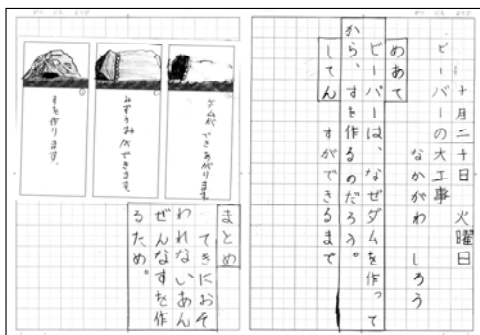 十月二十日 火曜日
ビーバーの大工事
なかがわ しろう
めあて
ビーバーは、なぜダムを作って
から、すを作るのだろう。
してん すができるまで
ダムができあがります
みずうみができます。
すを作ります。
まとめ
てきにおそ
われないあん
ぜんなすを作
るため。